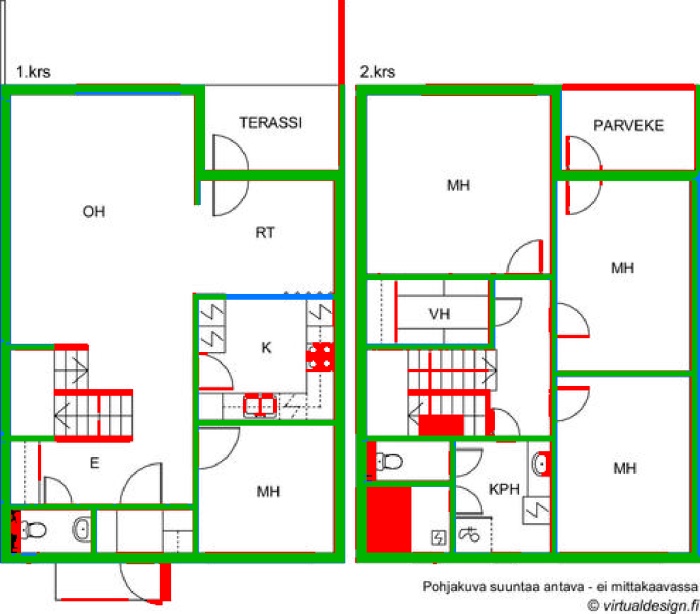 1.krs
2.krs
TERASSI
PARVEKE
OH
RT
MH
MH
K
VH
E
MH
KPH
MH
Pohjakuva suuntaa antava - ei mittakaavassa
© virtualdesign.fi